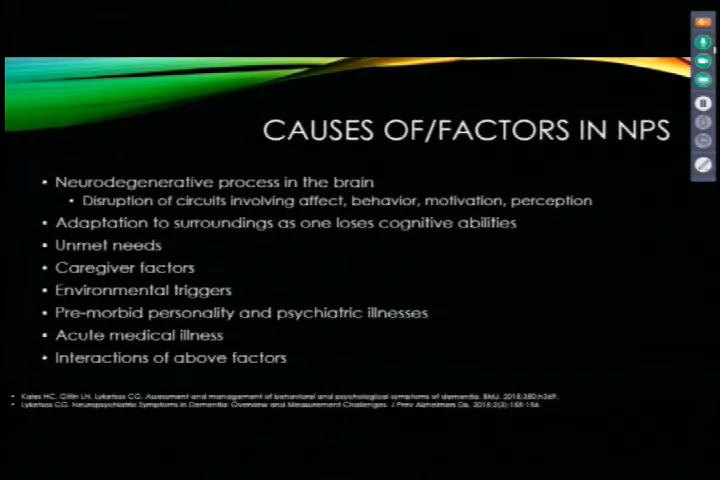 CAUSES OF/FACTORS IN NPS
• Neurodegenerative process in the brain
• Disruption of circuits involving affect, behavior, motivation, perception
• Adaptation to surroundings as one loses cognitive abilities
• Unmet needs
• Caregiver factors
• Environmental triggers
• Pre-morbid personality and psychiatric illnesses
• Acute medical illness
• Interactions of above factors
• Kales HC, Gitlin LN, Lyketsos CG. Assessment and management of behavioral and psychological symptoms of dementia. BMJ. 2015;350:h369.
• Lyketsos CG. Neuropsychiatric Symptoms in Dementia: Overview and Measurement Challenges. J Prev Alzheimers Dis. 2015;2(3):155-156.